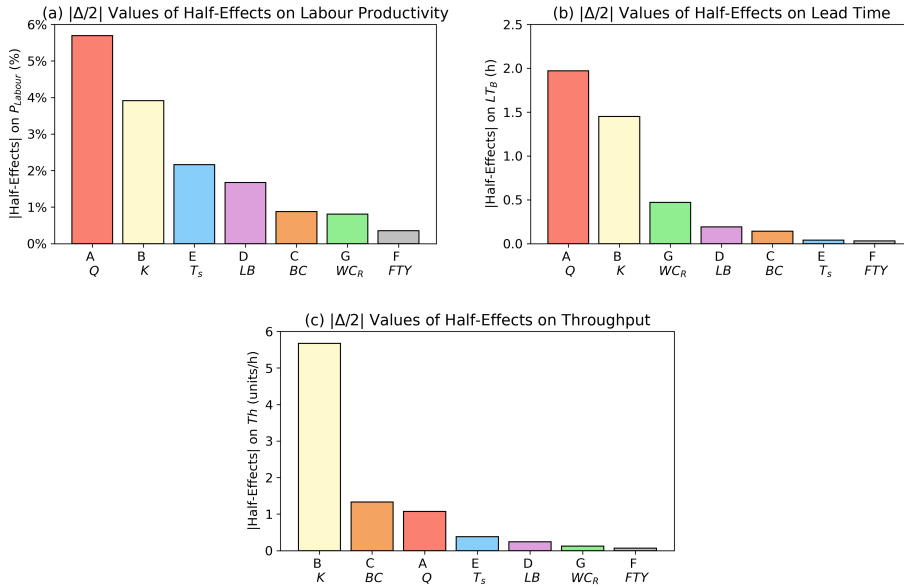 (a) |Δ/2| Values of Half-Effects on Labour Productivity
|Half-Effects| on P_Labour (%)
6%
5%
4%
3%
2%
1%
0%
A B E D C G F
Q K T_s LB BC WC_R FTY
(b) |Δ/2| Values of Half-Effects on Lead Time
|Half-Effects| on LT_B (h)
2.0
1.5
1.0
0.5
0.0
A B G D C E F
Q K WC_R LB BC T_s FTY
(c) |Δ/2| Values of Half-Effects on Throughput
|Half-Effects| on Th (units/h)
6
5
4
3
2
1
0
B C A E D G F
K BC Q T_s LB WC_R FTY